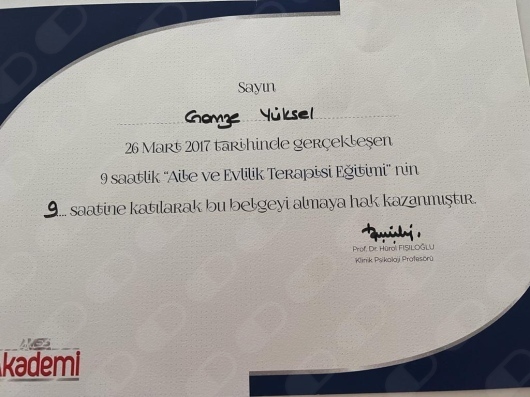 Sayın
Gamze Yüksel
26 Mart 2017 tarihinde gerçekleşen
9 saatlik "Aile ve Evlilik Terapisi Eğitimi" nin
9... saatine katılarak bu belgeyi almaya hak kazanmıştır.
Prof. Dr. Hürol FIŞILOĞLU
Klinik Psikoloji Profesörü
Akademi